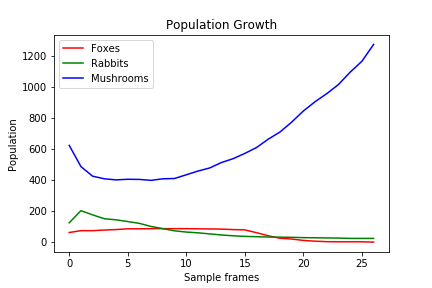 Population Growth
Foxes
Rabbits
Mushrooms
1200
1000
800
600
400
200
0
Population
0 5 10 15 20 25
Sample frames